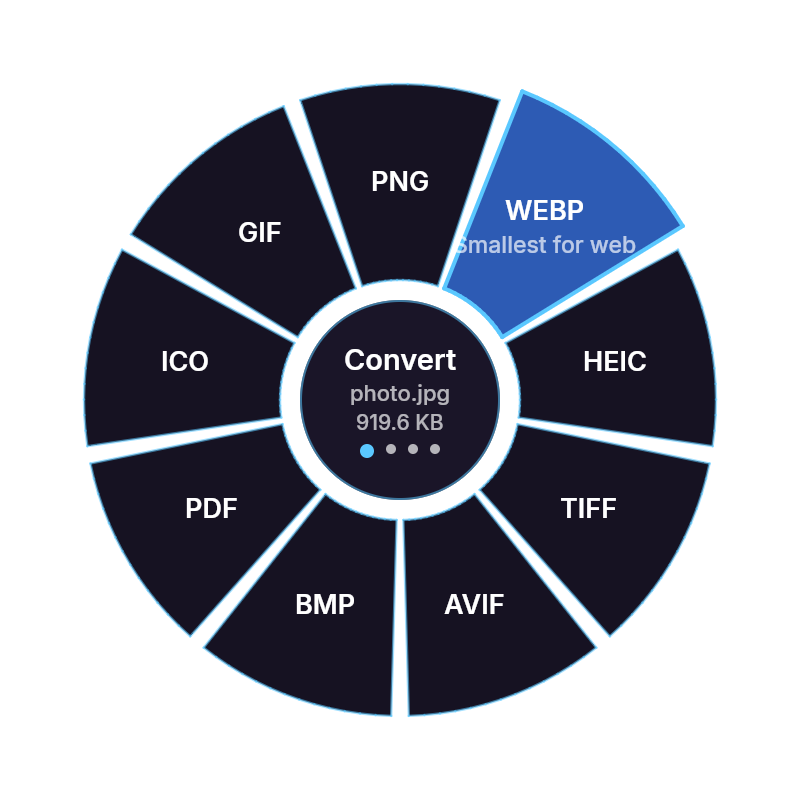 PNG
WEBP
Smallest for web
HEIC
TIFF
AVIF
BMP
PDF
ICO
GIF
Convert
photo.jpg
919.6 KB